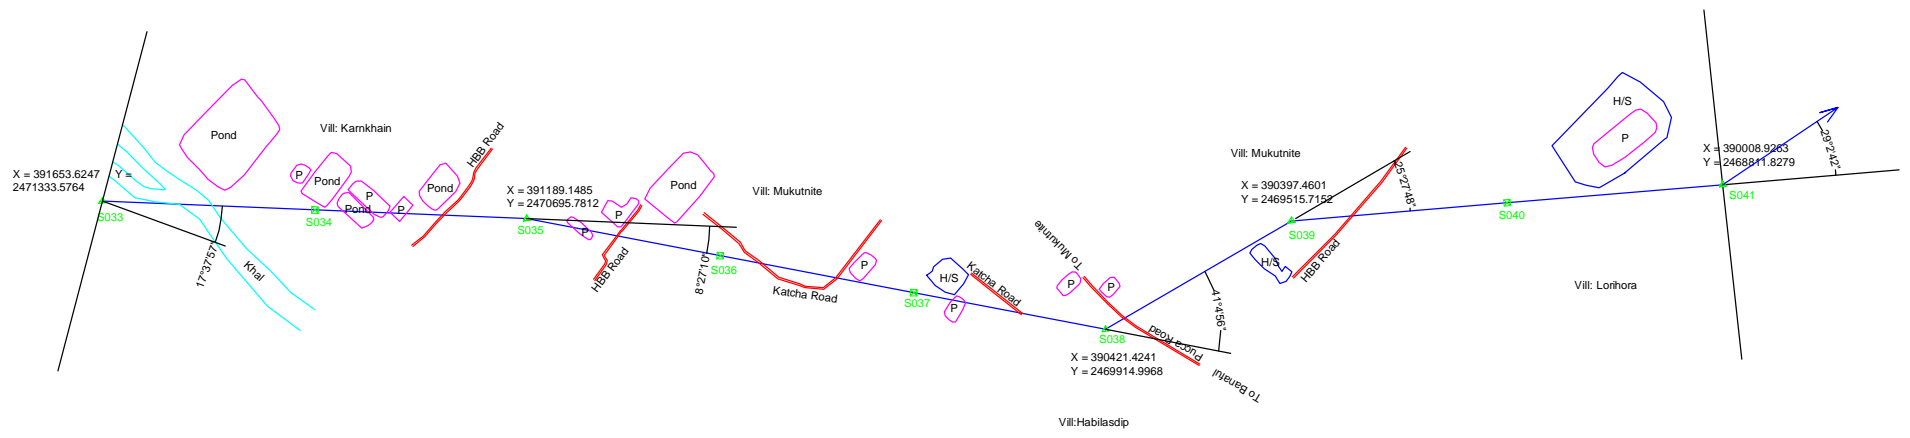 X = 391653.6247 Y =
2471333.5764
S033
17°37'57"
Khal
Pond
Vill: Karnkhain
P
Pond
S034
P
Pond
P
Pond
HBB Road
X = 391189.1485
Y = 2470695.7812
S035
P
P
HBB Road
Pond
8°27'10"
S036
Vill: Mukutnite
Katcha Road
P
S037
H/S
P
Katcha Road
To Mukutnite
P
P
S038
X = 390421.4241
Y = 2469914.9968
Pucca Road
To Banatul
41°4'56"
Vill:Habilasdip
Vill: Mukutnite
X = 390397.4601
Y = 2469515.7152
S039
H/S
HBB Road
25°27'48"
S040
H/S
P
Vill: Lorihora
X = 390008.9263
Y = 2468811.8279
S041
29°2'42"